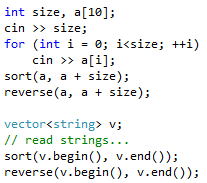 int size, a[10];
cin >> size;
for (int i = 0; i<size; ++i)
    cin >> a[i];
sort(a, a + size);
reverse(a, a + size);

vector<string> v;
// read strings...
sort(v.begin(), v.end());
reverse(v.begin(), v.end());